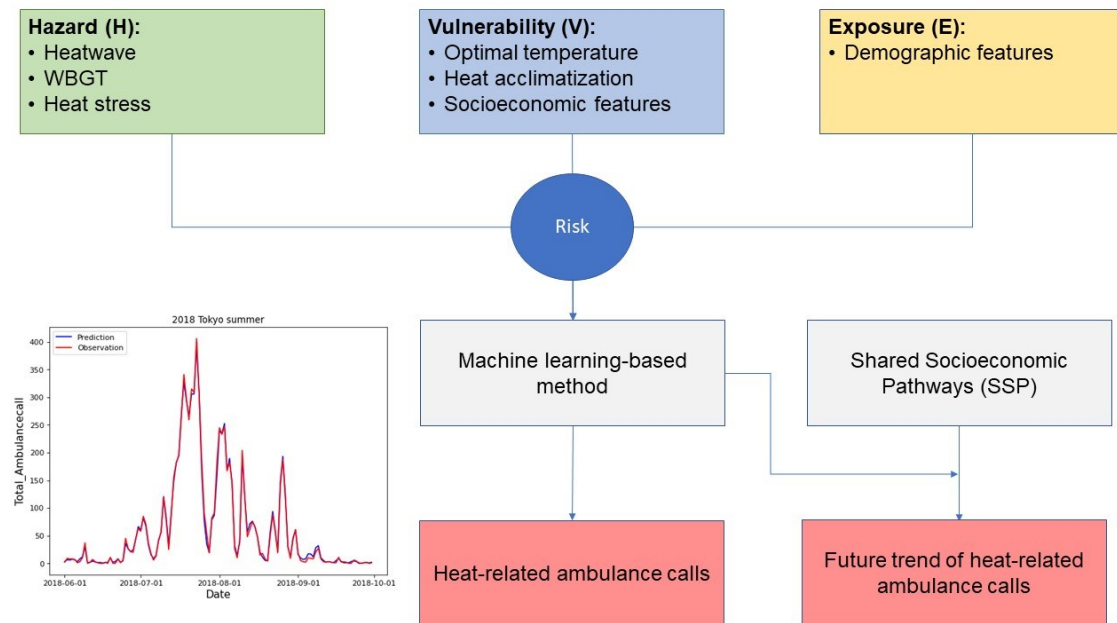 Hazard (H):
• Heatwave
• WBGT
• Heat stress
Vulnerability (V):
• Optimal temperature
• Heat acclimatization
• Socioeconomic features
Exposure (E):
• Demographic features
Risk
2018 Tokyo summer
Prediction
Observation
400
350
300
250
200
150
100
50
0
Total_Ambulancecall
2018-06-01
2018-07-01
2018-08-01
2018-09-01
2018-10-01
Date
Machine learning-based
method
Shared Socioeconomic
Pathways (SSP)
Heat-related ambulance calls
Future trend of heat-related
ambulance calls